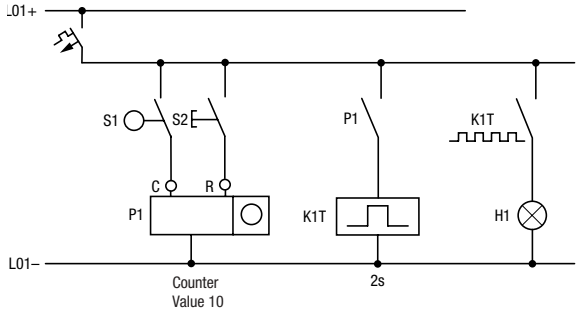 L01+
S1
S2
P1
K1T
C
R
P1
K1T
H1
L01–
Counter
Value 10
2s